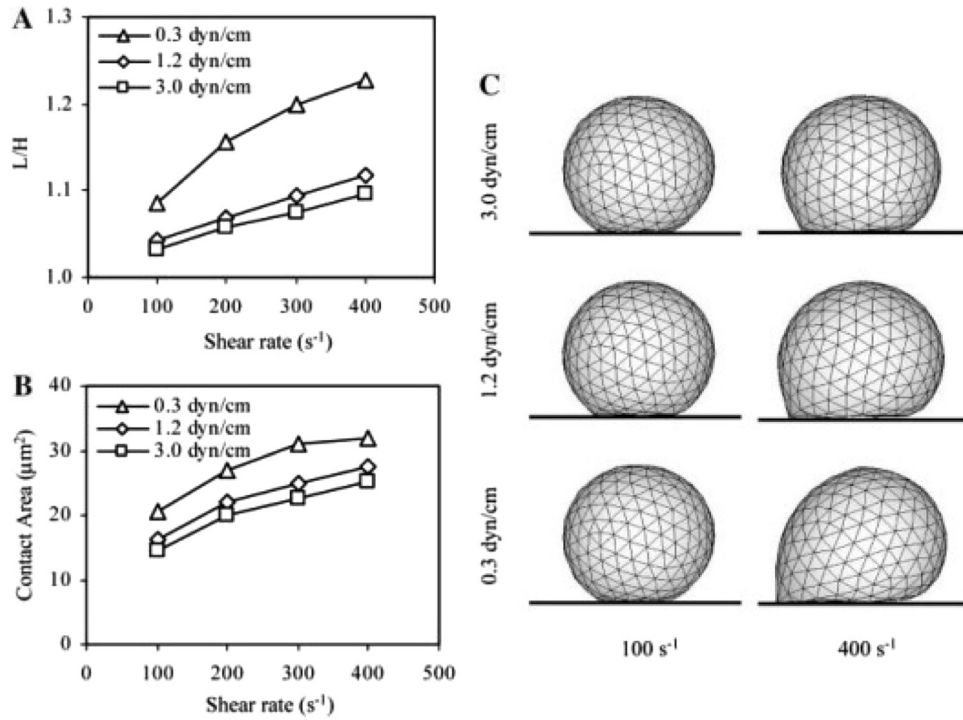 A
1.3
1.2
1.1
1.0
L/H
0.3 dyn/cm
1.2 dyn/cm
3.0 dyn/cm
0 100 200 300 400 500
Shear rate (s⁻¹)
B
40
30
20
10
0
Contact Area (μm²)
0.3 dyn/cm
1.2 dyn/cm
3.0 dyn/cm
0 100 200 300 400 500
Shear rate (s⁻¹)
C
3.0 dyn/cm
1.2 dyn/cm
0.3 dyn/cm
100 s⁻¹ 400 s⁻¹